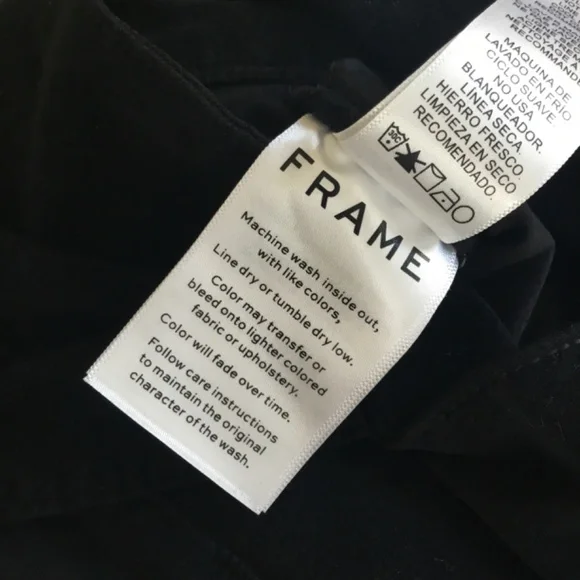 FRAME
Machine wash inside out,
with like colors,
Line dry or tumble dry low.
Color may transfer or
bleed onto lighter colored
fabric or upholstery.
Color will fade over time.
Follow care instructions
to maintain the original
character of the wash.
RECOMMEND
MAQUINA DE
LAVADO EN FRIO
CICLO SUAVE
NO USA
BLANQUEADOR.
LINEA SECA.
HIERRO FRESCO.
LIMPIEZA EN SECO
RECOMENDADO.